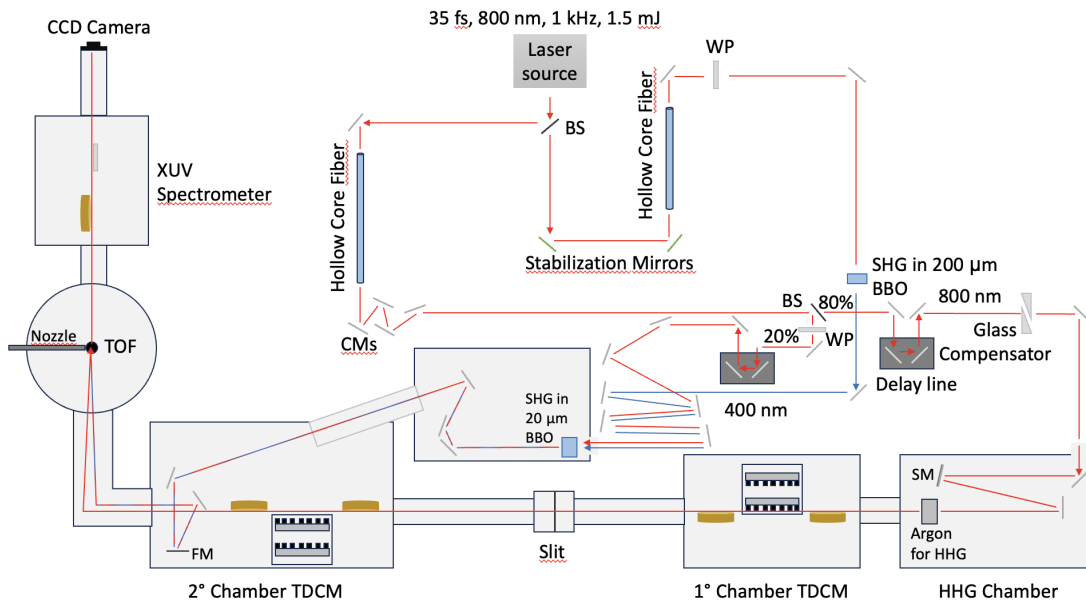 35 fs, 800 nm, 1 kHz, 1.5 mJ
CCD Camera
Laser
source
WP
BS
XUV
Spectrometer
Hollow Core Fiber
Hollow Core Fiber
Stabilization Mirrors
SHG in 200 µm
BBO
BS
80%
800 nm
Nozzle
TOF
CMs
20%
WP
Glass
Compensator
Delay line
400 nm
SHG in
20 µm
BBO
SM
FM
Slit
Argon
for HHG
2° Chamber TDCM
1° Chamber TDCM
HHG Chamber